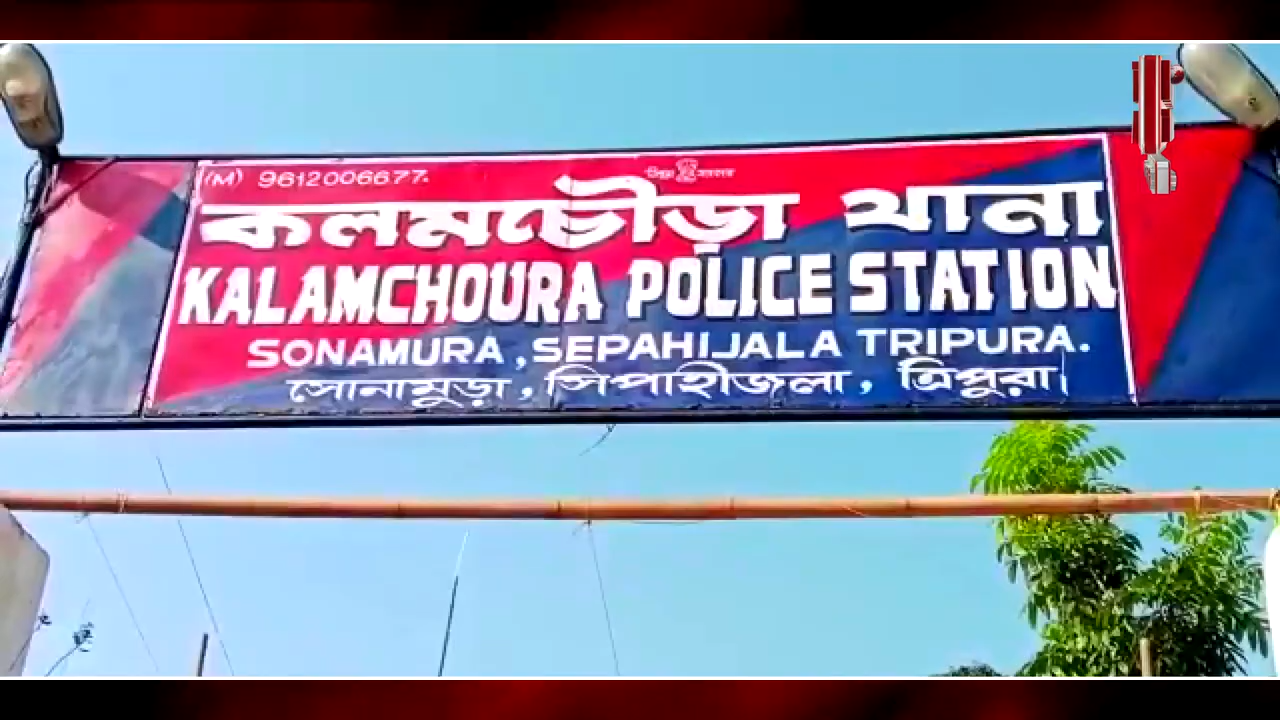 (M) 9612006677.
কলমচৌড়া থানা
KALAMCHOURA POLICE STATION
SONAMURA, SEPAHIJALA TRIPURA.
সোনামুড়া, সিপাহীজলা, ত্রিপুরা।